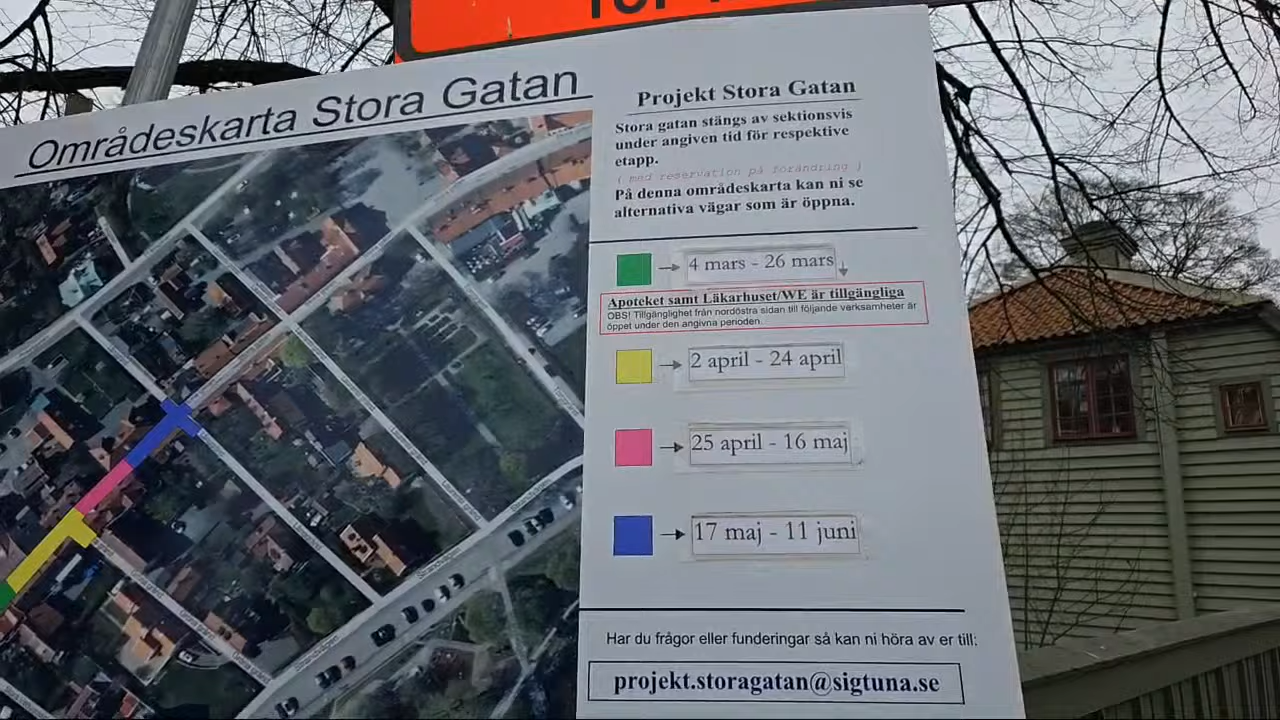 Områdeskarta Stora Gatan
Projekt Stora Gatan
Stora gatan stängs av sektionsvis
under angiven tid för respektive
etapp.
( med reservation på förändring )
På denna områdeskarta kan ni se
alternativa vägar som är öppna.
4 mars - 26 mars
Apoteket samt Läkarhuset/WE är tillgängliga
OBS! Tillgänglighet från nordöstra sidan till följande verksamheter är
öppet under den angivna perioden.
2 april - 24 april
25 april - 16 maj
17 maj - 11 juni
Har du frågor eller funderingar så kan ni höra av er till:
projekt.storagatan@sigtuna.se